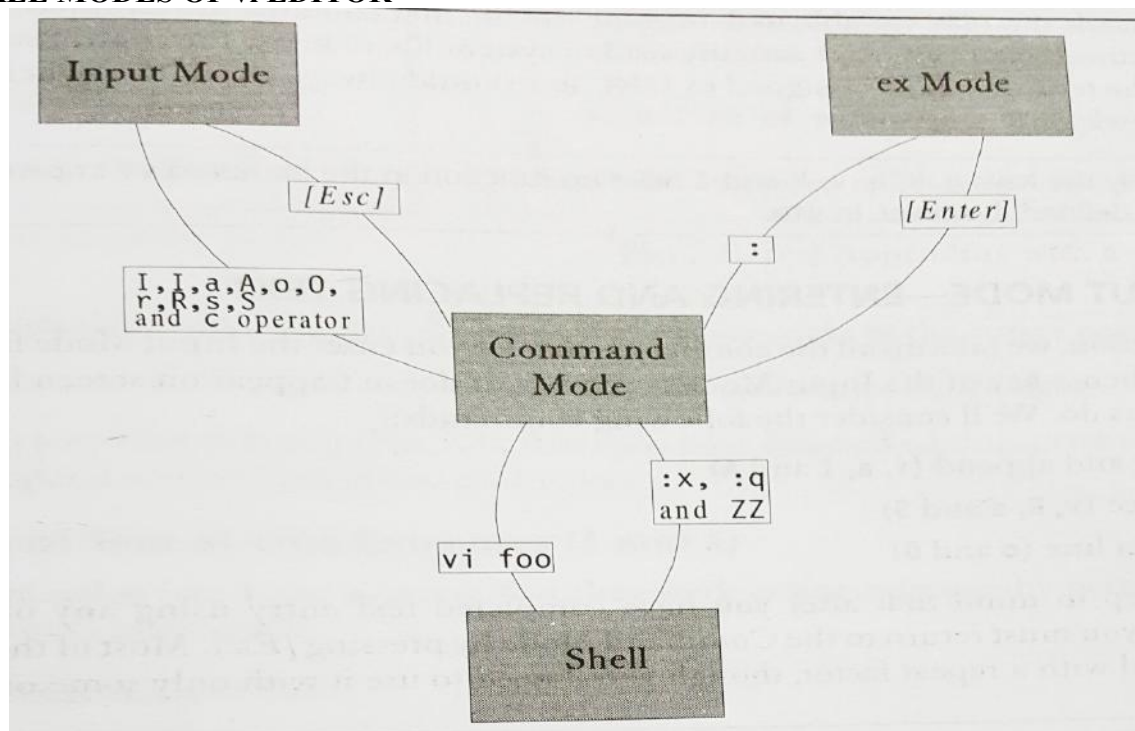 Input Mode
ex Mode
[Esc]
[Enter]
:
I,I,a,A,o,O,
r,R,s,S
and c operator
Command
Mode
:x, :q
and ZZ
vi foo
Shell